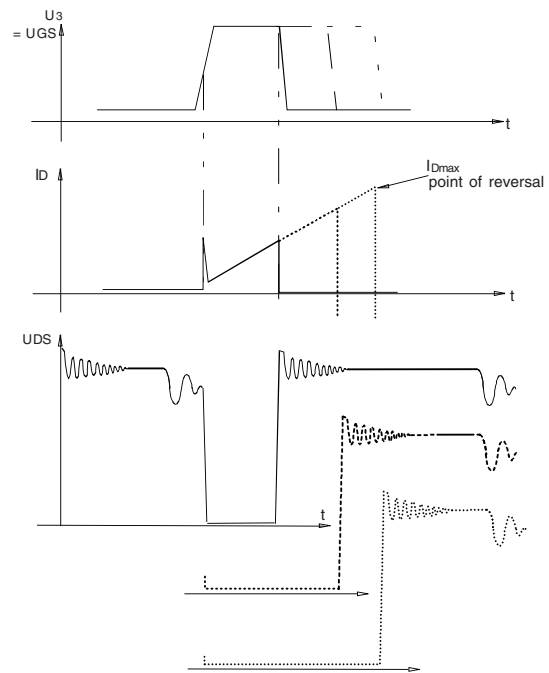 U3
= UGS
t
ID
IDmax
point of reversal
t
UDS
t